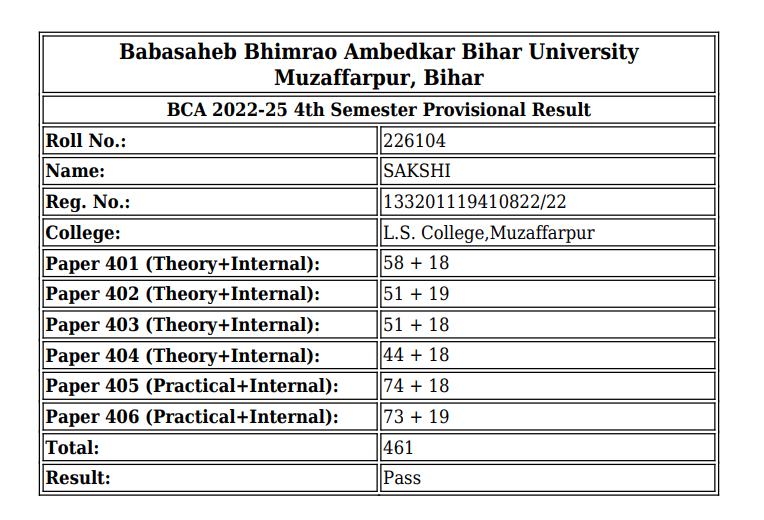 Babasaheb Bhimrao Ambedkar Bihar University
Muzaffarpur, Bihar
BCA 2022-25 4th Semester Provisional Result
Roll No.: 226104
Name: SAKSHI
Reg. No.: 133201119410822/22
College: L.S. College,Muzaffarpur
Paper 401 (Theory+Internal): 58 + 18
Paper 402 (Theory+Internal): 51 + 19
Paper 403 (Theory+Internal): 51 + 18
Paper 404 (Theory+Internal): 44 + 18
Paper 405 (Practical+Internal): 74 + 18
Paper 406 (Practical+Internal): 73 + 19
Total: 461
Result: Pass